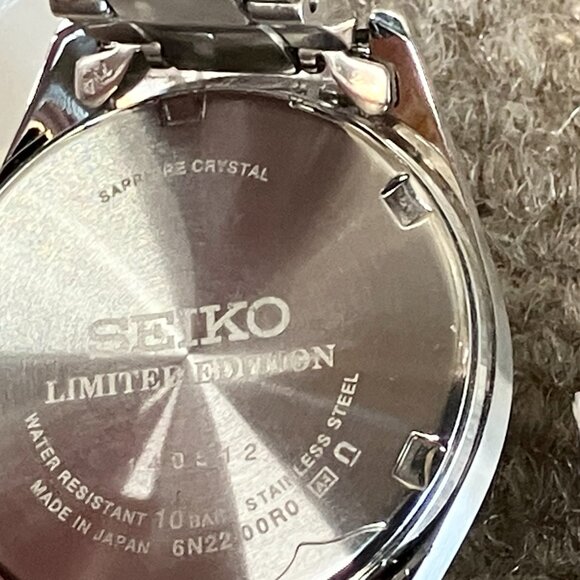 SAPPHIRE CRYSTAL
SEIKO
LIMITED EDITION
WATER RESISTANT 10 BAR STAINLESS STEEL
MADE IN JAPAN 6N22-00R0